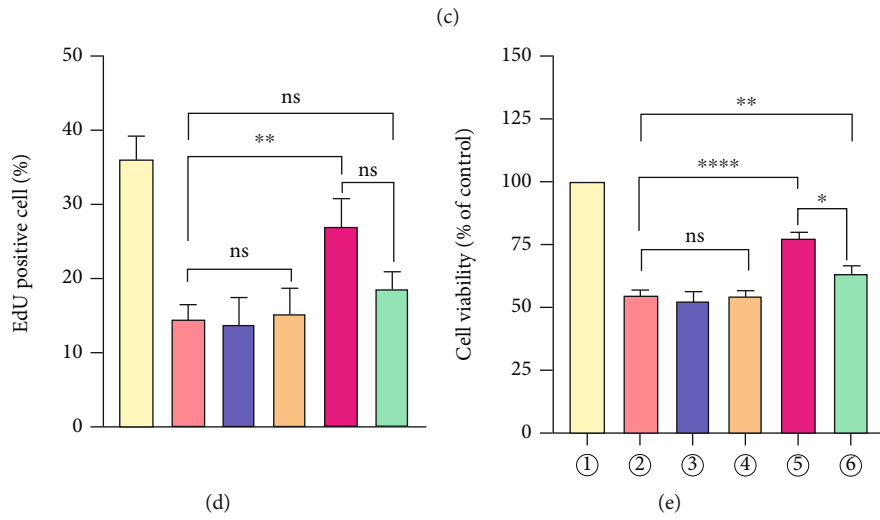 (c)
EdU positive cell (%)
50
40
30
20
10
0
ns
**
ns
ns
(d)
Cell viability (% of control)
150
125
100
75
50
25
0
**
****
*
ns
① ② ③ ④ ⑤ ⑥
(e)